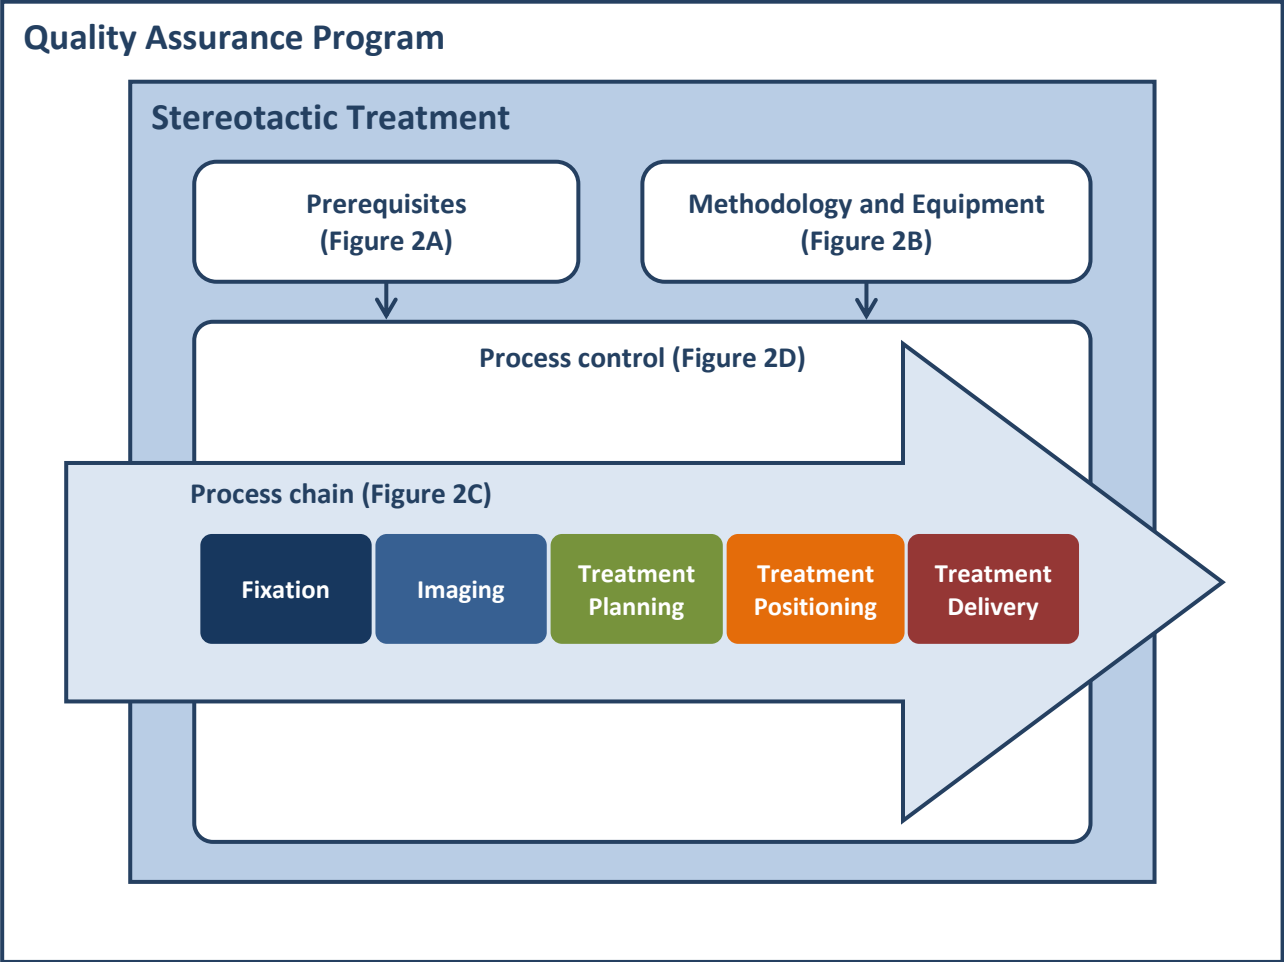 Quality Assurance Program
Stereotactic Treatment
Prerequisites
(Figure 2A)
Methodology and Equipment
(Figure 2B)
Process control (Figure 2D)
Process chain (Figure 2C)
Fixation
Imaging
Treatment
Planning
Treatment
Positioning
Treatment
Delivery